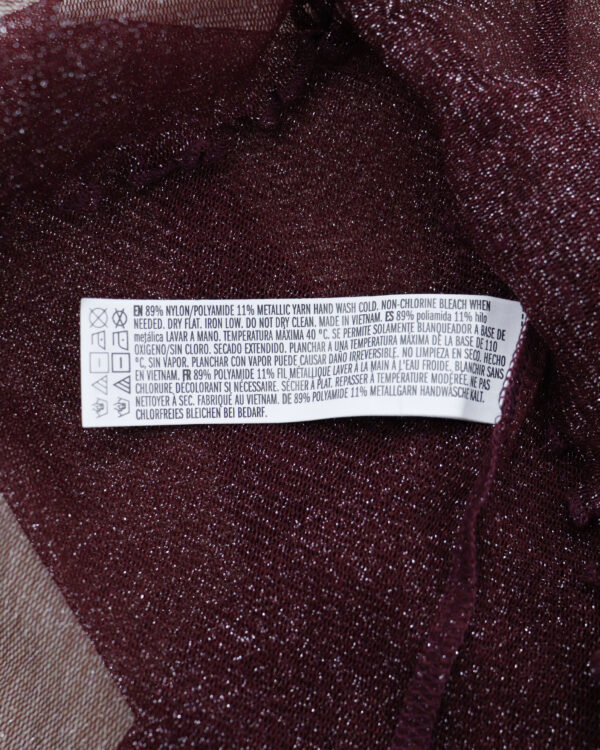 EN 89% NYLON/POLYAMIDE 11% METALLIC YARN HAND WASH COLD. NON-CHLORINE BLEACH WHEN
NEEDED. DRY FLAT. IRON LOW. DO NOT DRY CLEAN. MADE IN VIETNAM. ES 89% poliamida 11% hilo
metálica LAVAR A MANO. TEMPERATURA MÁXIMA 40 °C. SE PERMITE SOLAMENTE BLANQUEADOR A BASE DE
OXÍGENO/SIN CLORO. SECADO EXTENDIDO. PLANCHAR A UNA TEMPERATURA MÁXIMA DE LA BASE DE 110
°C, SIN VAPOR. PLANCHAR SIN VAPOR PUEDE CAUSAR DAÑO IRREVERSIBLE. NO LIMPIEZA EN SECO. HECHO
EN VIETNAM. FR 89% POLYAMIDE 11% FIL MÉTALLIQUE LAVER À LA MAIN À L'EAU FROIDE. BLANCHIR SANS
CHLORURE DÉCOLORANT SI NÉCESSAIRE. SÉCHER À PLAT. REPASSER À TEMPÉRATURE MODÉRÉE. NE PAS
NETTOYER À SEC. FABRIQUÉ AU VIETNAM. DE 89% POLYAMIDE 11% METALLGARN HANDWÄSCHE KALT.
CHLORFREIES BLEICHEN BEI BEDARF.